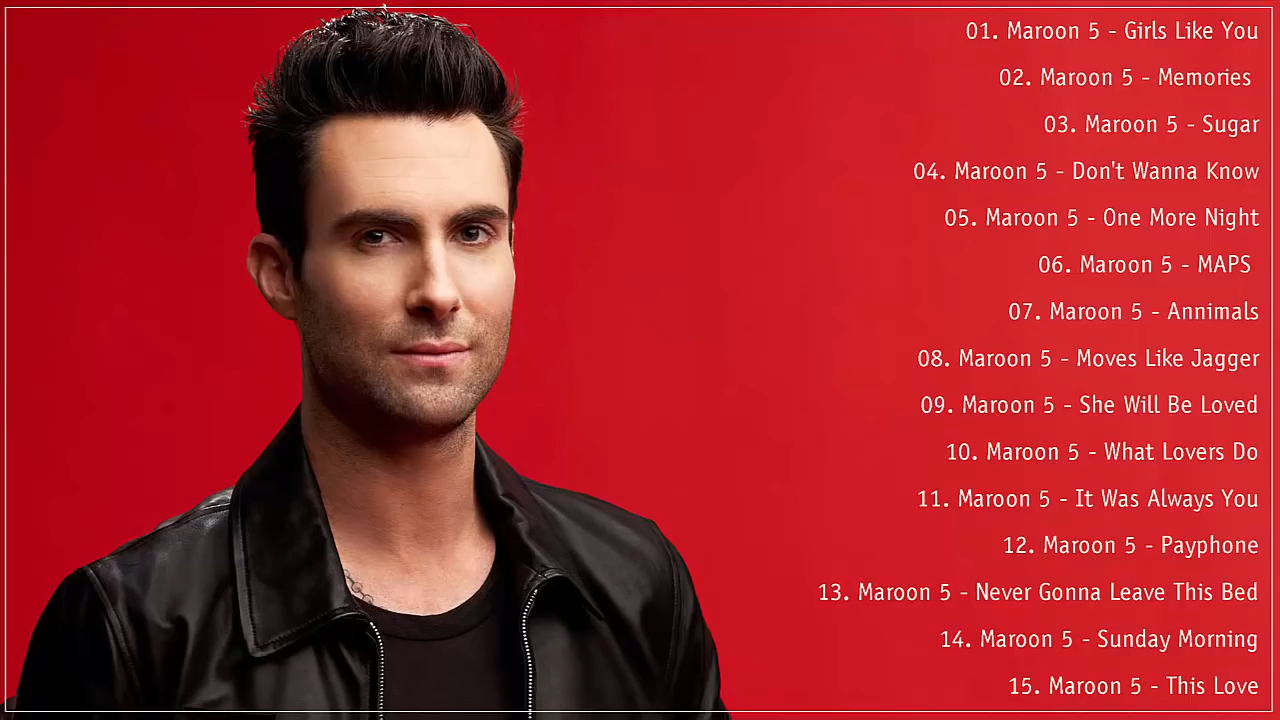 01. Maroon 5 - Girls Like You
02. Maroon 5 - Memories
03. Maroon 5 - Sugar
04. Maroon 5 - Don't Wanna Know
05. Maroon 5 - One More Night
06. Maroon 5 - MAPS
07. Maroon 5 - Annimals
08. Maroon 5 - Moves Like Jagger
09. Maroon 5 - She Will Be Loved
10. Maroon 5 - What Lovers Do
11. Maroon 5 - It Was Always You
12. Maroon 5 - Payphone
13. Maroon 5 - Never Gonna Leave This Bed
14. Maroon 5 - Sunday Morning
15. Maroon 5 - This Love